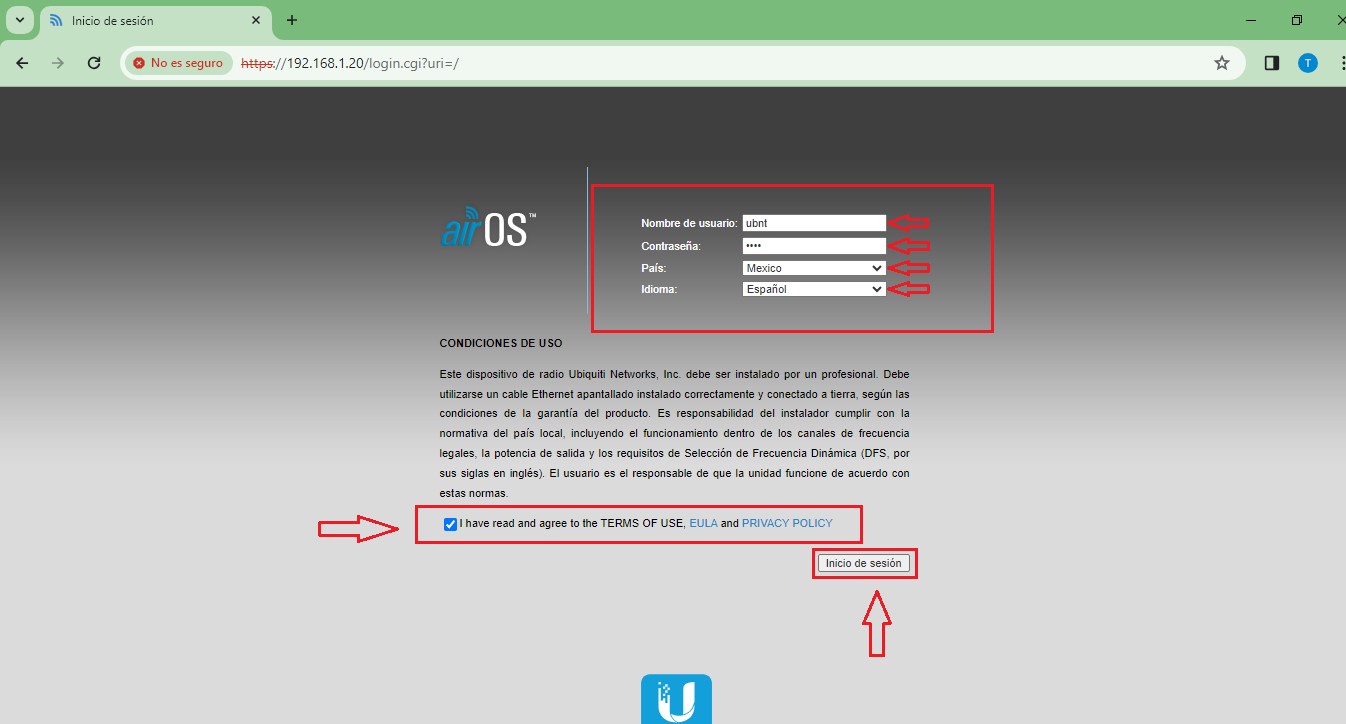 Inicio de sesión
No es seguro
https://192.168.1.20/login.cgi?uri=/
T
airOS™
Nombre de usuario: ubnt
Contraseña: ••••
País: Mexico
Idioma: Español
CONDICIONES DE USO
Este dispositivo de radio Ubiquiti Networks, Inc. debe ser instalado por un profesional. Debe
utilizarse un cable Ethernet apantallado instalado correctamente y conectado a tierra, según las
condiciones de la garantía del producto. Es responsabilidad del instalador cumplir con la
normativa del país local, incluyendo el funcionamiento dentro de los canales de frecuencia
legales, la potencia de salida y los requisitos de Selección de Frecuencia Dinámica (DFS, por
sus siglas en inglés). El usuario es el responsable de que la unidad funcione de acuerdo con
estas normas.
I have read and agree to the TERMS OF USE, EULA and PRIVACY POLICY
Inicio de sesión